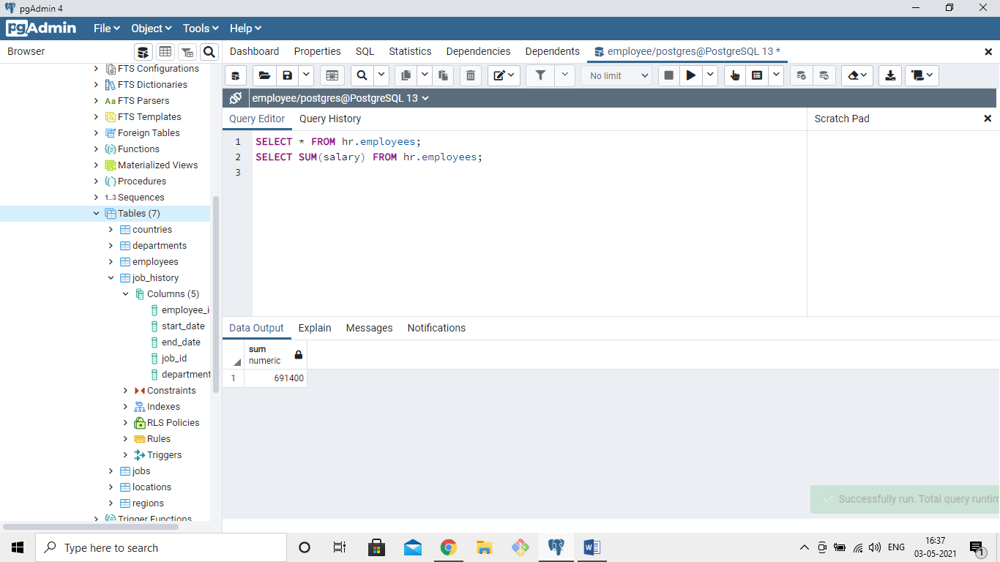 pgAdmin 4
pgAdmin File Object Tools Help
Browser
Dashboard Properties SQL Statistics Dependencies Dependents employee/postgres@PostgreSQL 13 *
FTS Configurations
FTS Dictionaries
Aa FTS Parsers
FTS Templates
Foreign Tables
Functions
Materialized Views
Procedures
1..3 Sequences
Tables (7)
countries
departments
employees
job_history
Columns (5)
employee_i
start_date
end_date
job_id
department
Constraints
Indexes
RLS Policies
Rules
Triggers
jobs
locations
regions
Trigger Functions
No limit
employee/postgres@PostgreSQL 13
Query Editor Query History
Scratch Pad
1 SELECT * FROM hr.employees;
2 SELECT SUM(salary) FROM hr.employees;
3
Data Output Explain Messages Notifications
sum
numeric
1 691400
Successfully run. Total query runtim
Type here to search
ENG
16:37
03-05-2021
1